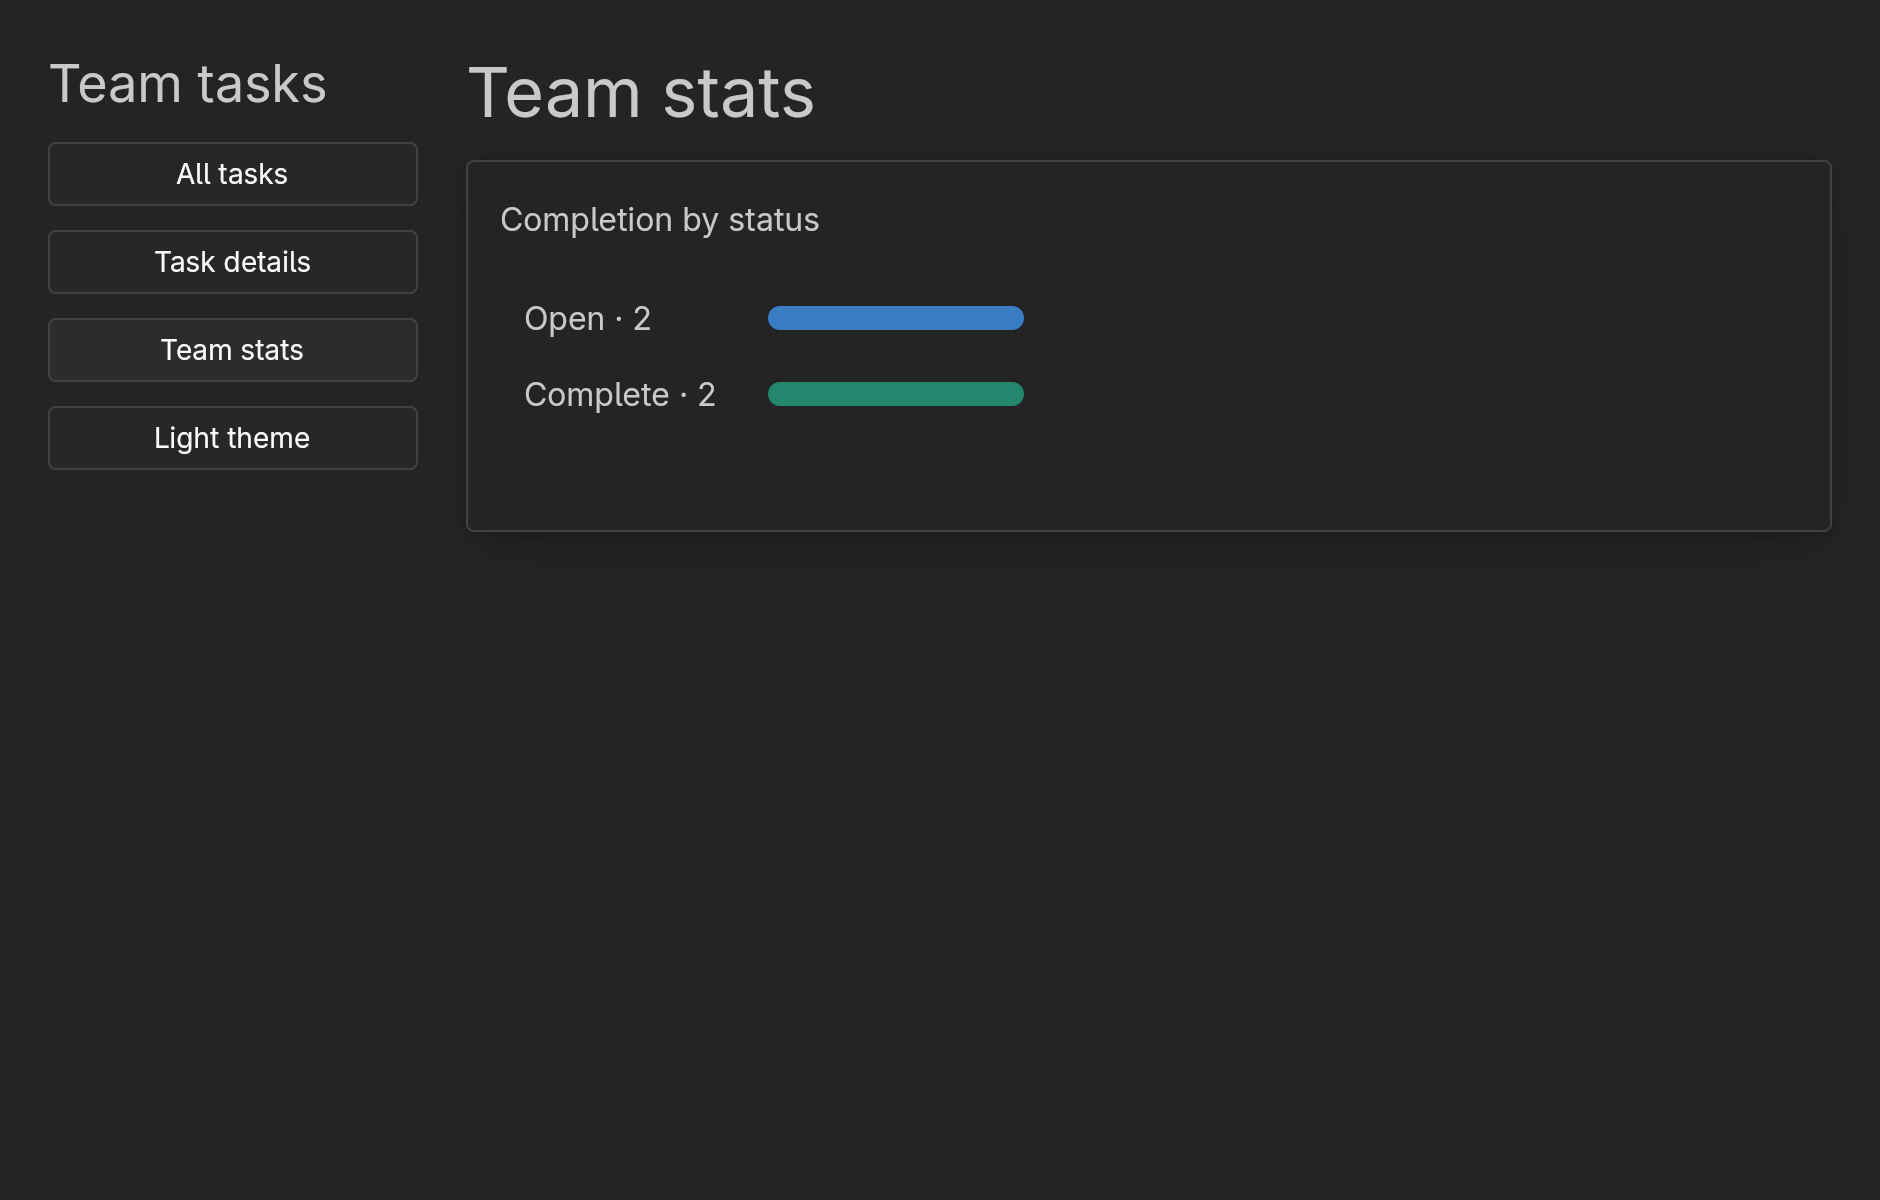 Team tasks
All tasks
Task details
Team stats
Light theme
Team stats
Completion by status
Open · 2
Complete · 2